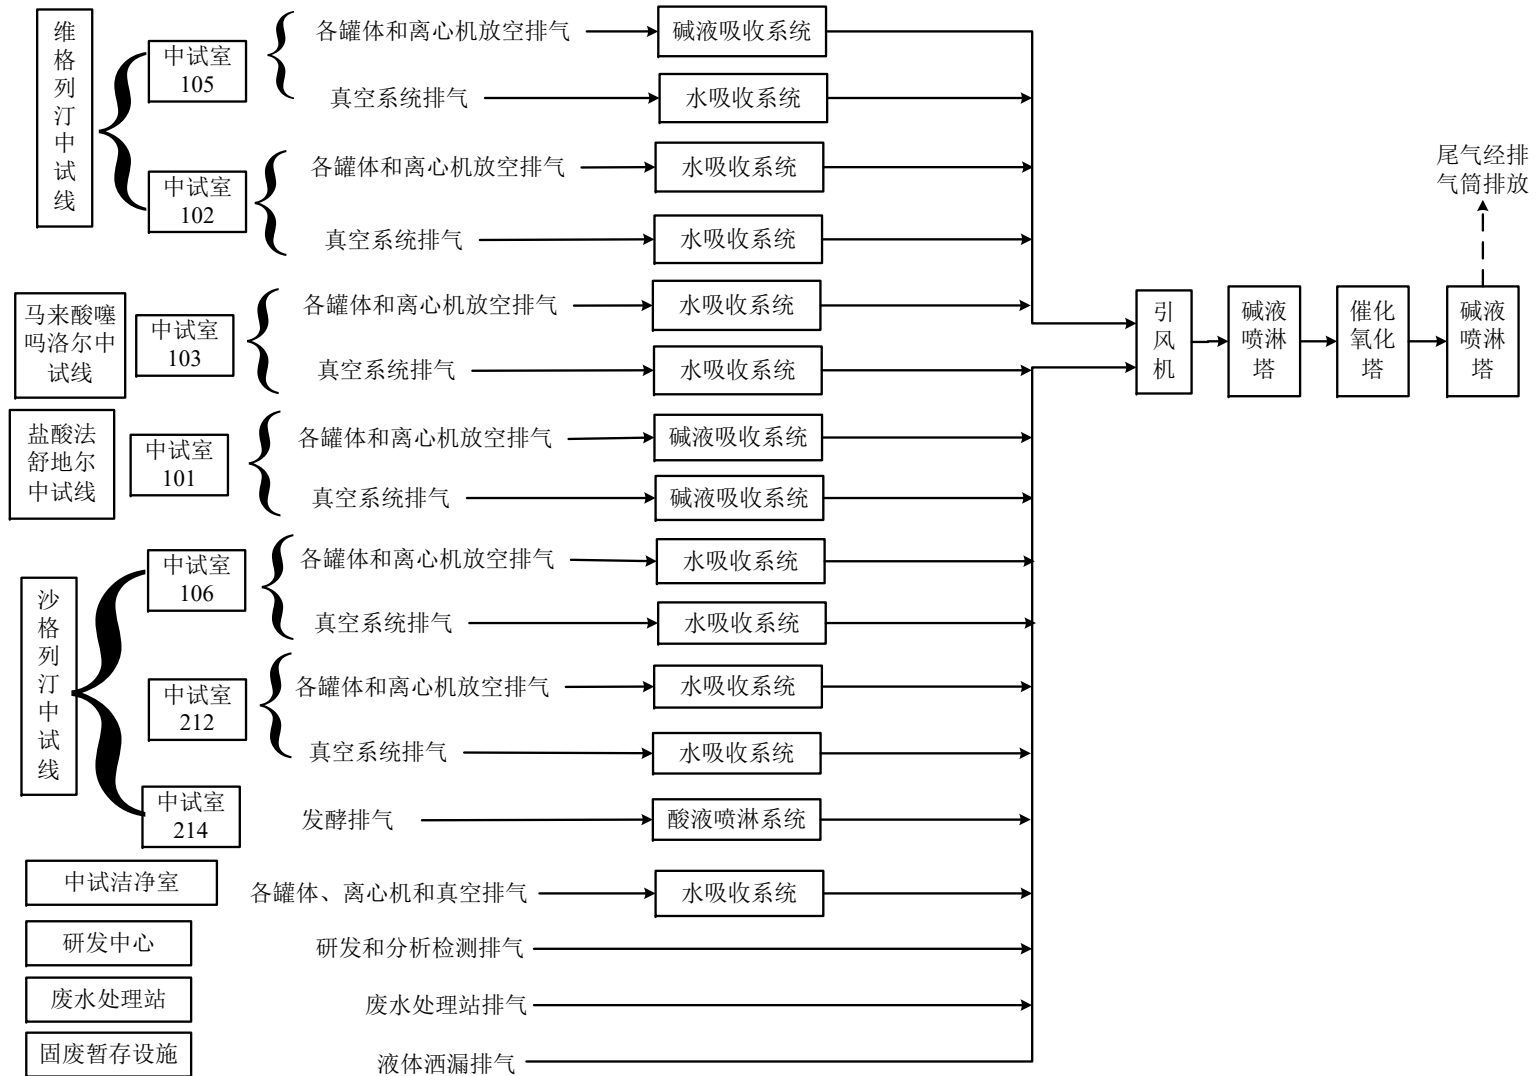 维
格
列
汀
中
试
线
中试室
105
各罐体和离心机放空排气
碱液吸收系统
真空系统排气
水吸收系统
中试室
102
各罐体和离心机放空排气
水吸收系统
真空系统排气
水吸收系统
马来酸噻
吗洛尔中
试线
中试室
103
各罐体和离心机放空排气
水吸收系统
真空系统排气
水吸收系统
盐酸法
舒地尔
中试线
中试室
101
各罐体和离心机放空排气
碱液吸收系统
真空系统排气
碱液吸收系统
沙
格
列
汀
中
试
线
中试室
106
各罐体和离心机放空排气
水吸收系统
真空系统排气
水吸收系统
中试室
212
各罐体和离心机放空排气
水吸收系统
真空系统排气
水吸收系统
中试室
214
发酵排气
酸液喷淋系统
中试洁净室
各罐体、离心机和真空排气
水吸收系统
研发中心
研发和分析检测排气
废水处理站
废水处理站排气
固废暂存设施
液体洒漏排气
引
风
机
碱液
喷淋
塔
催化
氧化
塔
碱液
喷淋
塔
尾气经排
气筒排放